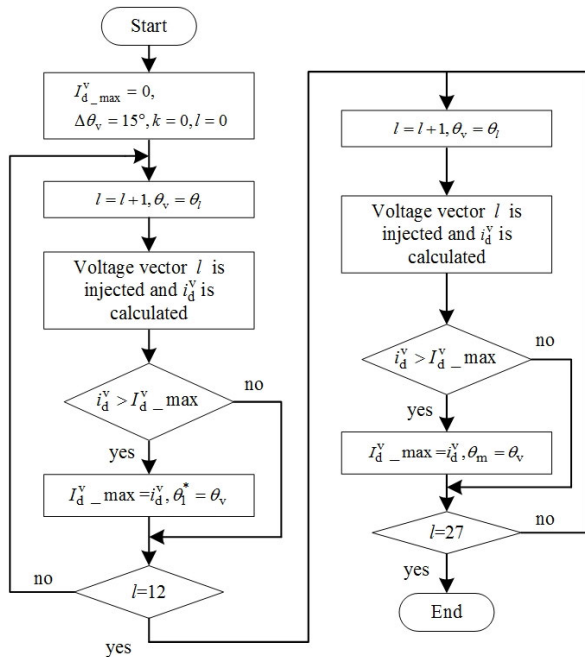 Start
I^v_d_max = 0,
Δθ_v = 15°, k = 0, l = 0
l = l+1, θ_v = θ_l
Voltage vector l is
injected and i^v_d is
calculated
i^v_d > I^v_d_max
no
yes
I^v_d_max = i^v_d, θ^*_1 = θ_v
no
l=12
yes
l = l+1, θ_v = θ_l
Voltage vector l is
injected and i^v_d is
calculated
i^v_d > I^v_d_max
no
yes
I^v_d_max = i^v_d, θ_m = θ_v
l=27
no
yes
End